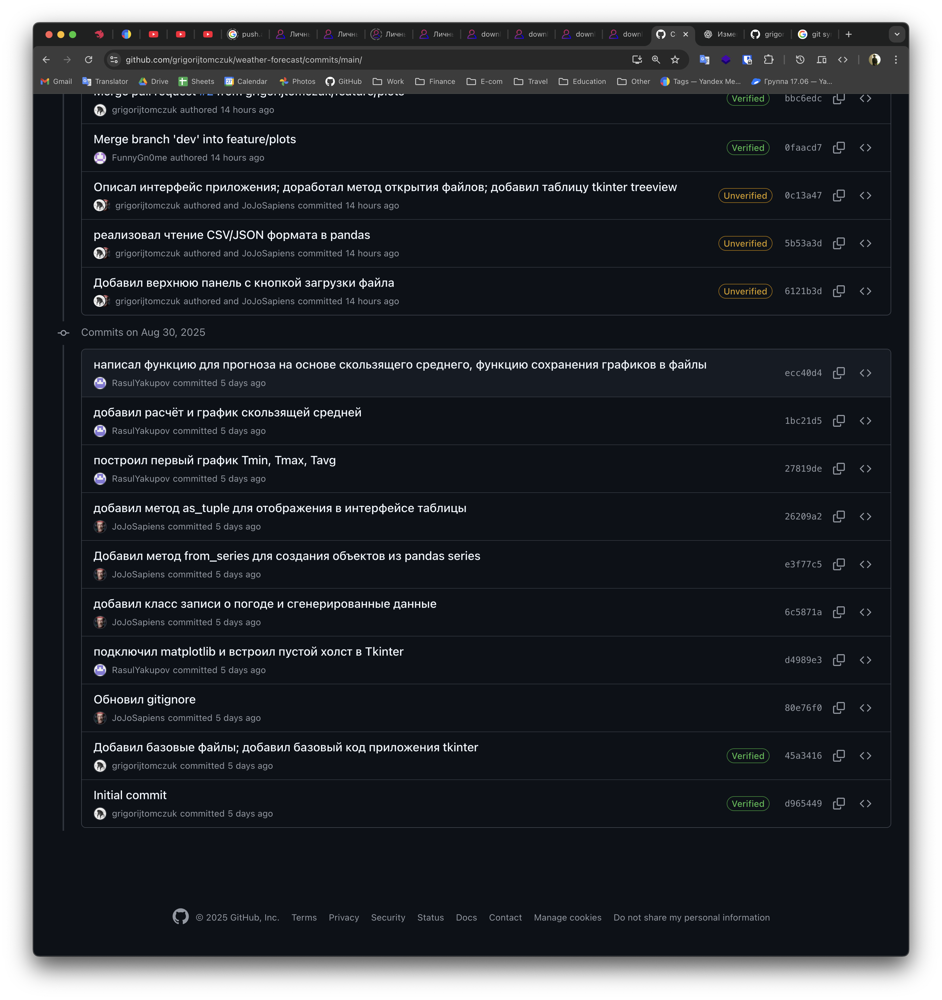 push.
Личн
Личн
Личн
Личн
down
down
down
down
C
Изме
grigor
git sy
github.com/grigorijtomczuk/weather-forecast/commits/main/
Gmail Translator Drive Sheets 27 Calendar Photos GitHub Work Finance E-com Travel Education Other Tags — Yandex Me... Группа 17.06 — Ya...
Merge pull request #2 from grigorijtomczuk/feature/plots
Verified bbc6edc
grigorijtomczuk authored 14 hours ago
Merge branch 'dev' into feature/plots
Verified 0faacd7
FunnyGn0me authored 14 hours ago
Описал интерфейс приложения; доработал метод открытия файлов; добавил таблицу tkinter treeview
Unverified 0c13a47
grigorijtomczuk authored and JoJoSapiens committed 14 hours ago
реализовал чтение CSV/JSON формата в pandas
Unverified 5b53a3d
grigorijtomczuk authored and JoJoSapiens committed 14 hours ago
Добавил верхнюю панель с кнопкой загрузки файла
Unverified 6121b3d
grigorijtomczuk authored and JoJoSapiens committed 14 hours ago
Commits on Aug 30, 2025
написал функцию для прогноза на основе скользящего среднего, функцию сохранения графиков в файлы
ecc40d4
RasulYakupov committed 5 days ago
добавил расчёт и график скользящей средней
1bc21d5
RasulYakupov committed 5 days ago
построил первый график Tmin, Tmax, Tavg
27819de
RasulYakupov committed 5 days ago
добавил метод as_tuple для отображения в интерфейсе таблицы
26209a2
JoJoSapiens committed 5 days ago
Добавил метод from_series для создания объектов из pandas series
e3f77c5
JoJoSapiens committed 5 days ago
добавил класс записи о погоде и сгенерированные данные
6c5871a
JoJoSapiens committed 5 days ago
подключил matplotlib и встроил пустой холст в Tkinter
d4989e3
RasulYakupov committed 5 days ago
Обновил gitignore
80e76f0
JoJoSapiens committed 5 days ago
Добавил базовые файлы; добавил базовый код приложения tkinter
Verified 45a3416
grigorijtomczuk committed 5 days ago
Initial commit
Verified d965449
grigorijtomczuk committed 5 days ago
© 2025 GitHub, Inc. Terms Privacy Security Status Docs Contact Manage cookies Do not share my personal information